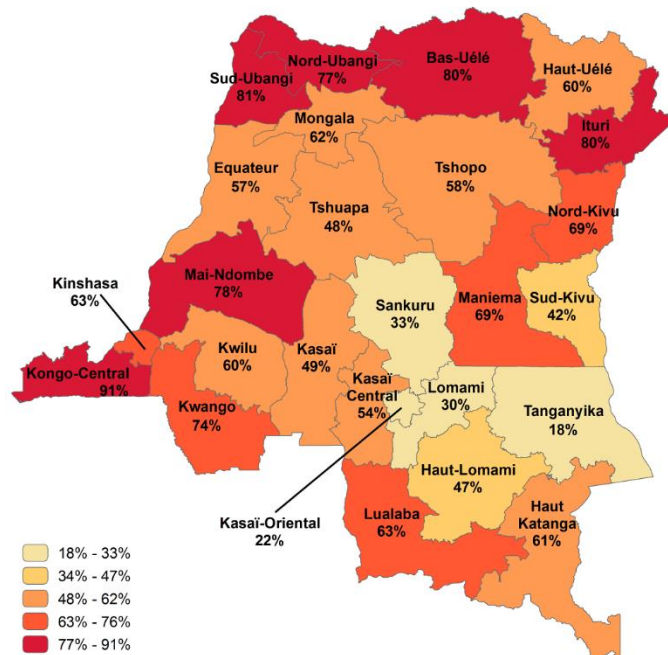 Nord-Ubangi
77%
Bas-Uélé
80%
Haut-Uélé
60%
Sud-Ubangi
81%
Mongala
62%
Ituri
80%
Equateur
57%
Tshopo
58%
Tshuapa
48%
Nord-Kivu
69%
Kinshasa
63%
Mai-Ndombe
78%
Sankuru
33%
Maniema
69%
Sud-Kivu
42%
Kongo-Central
91%
Kwilu
60%
Kasaï
49%
Kasaï
Central
54%
Lomami
30%
Tanganyika
18%
Kwango
74%
Haut-Lomami
47%
Kasaï-Oriental
22%
Lualaba
63%
Haut
Katanga
61%
18% - 33%
34% - 47%
48% - 62%
63% - 76%
77% - 91%